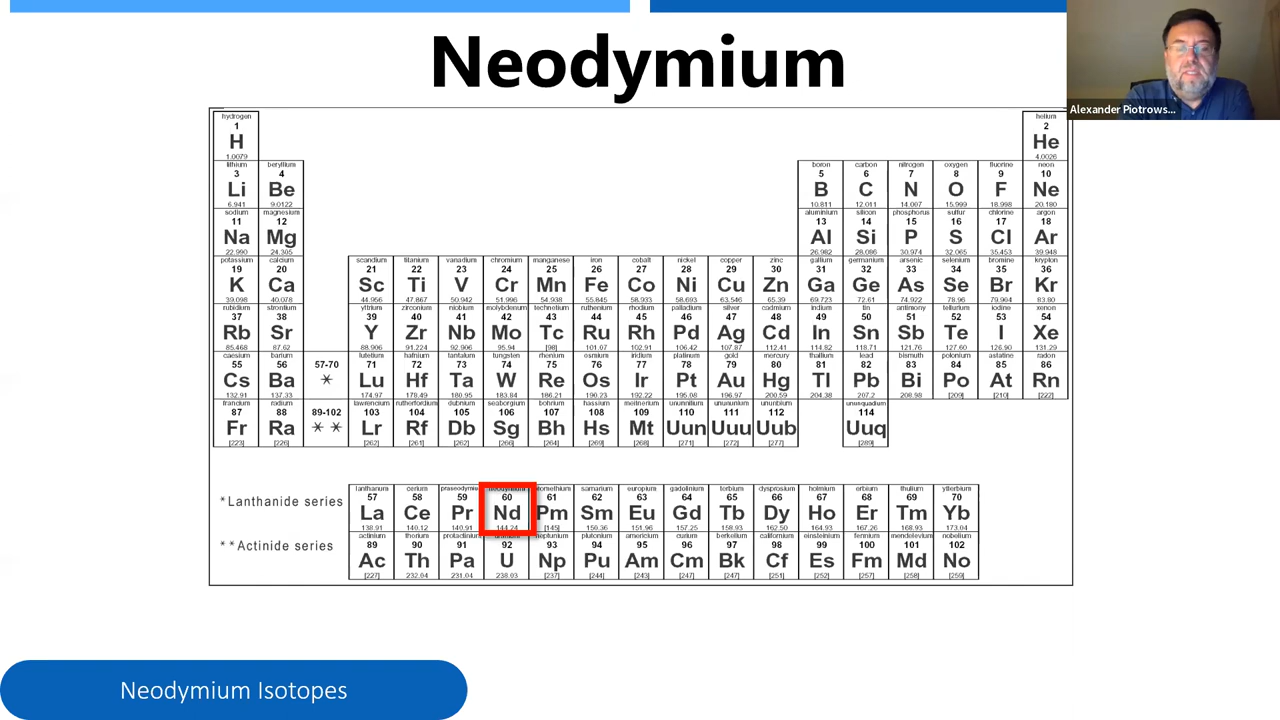 Neodymium
Alexander Piotrows...
hydrogen helium
1 2
H He
1.0079 4.0026
lithium beryllium boron carbon nitrogen oxygen fluorine neon
3 4 5 6 7 8 9 10
Li Be B C N O F Ne
6.941 9.0122 10.811 12.011 14.007 15.999 18.998 20.180
sodium magnesium aluminium silicon phosphorus sulfur chlorine argon
11 12 13 14 15 16 17 18
Na Mg Al Si P S Cl Ar
22.990 24.305 26.982 28.086 30.974 32.065 35.453 39.948
potassium calcium scandium titanium vanadium chromium manganese iron cobalt nickel copper zinc gallium germanium arsenic selenium bromine krypton
19 20 21 22 23 24 25 26 27 28 29 30 31 32 33 34 35 36
K Ca Sc Ti V Cr Mn Fe Co Ni Cu Zn Ga Ge As Se Br Kr
39.098 40.078 44.956 47.867 50.942 51.996 54.938 55.845 58.933 58.693 63.546 65.39 69.723 72.61 74.922 78.96 79.904 83.80
rubidium strontium yttrium zirconium niobium molybdenum technetium ruthenium rhodium palladium silver cadmium indium tin antimony tellurium iodine xenon
37 38 39 40 41 42 43 44 45 46 47 48 49 50 51 52 53 54
Rb Sr Y Zr Nb Mo Tc Ru Rh Pd Ag Cd In Sn Sb Te I Xe
85.468 87.62 88.906 91.224 92.906 95.94 [98] 101.07 102.91 106.42 107.87 112.41 114.82 118.71 121.76 127.60 126.90 131.29
caesium barium lutetium hafnium tantalum tungsten rhenium osmium iridium platinum gold mercury thallium lead bismuth polonium astatine radon
55 56 57-70 71 72 73 74 75 76 77 78 79 80 81 82 83 84 85 86
Cs Ba * Lu Hf Ta W Re Os Ir Pt Au Hg Tl Pb Bi Po At Rn
132.91 137.33 174.97 178.49 180.95 183.84 186.21 190.23 192.22 195.08 196.97 200.59 204.38 207.2 208.98 [209] [210] [222]
francium radium lawrencium rutherfordium dubnium seaborgium bohrium hassium meitnerium ununnilium unununium ununbium ununquadium
87 88 89-102 103 104 105 106 107 108 109 110 111 112 114
Fr Ra * * Lr Rf Db Sg Bh Hs Mt Uun Uuu Uub Uuq
[223] [226] [262] [261] [262] [266] [264] [269] [268] [271] [272] [277] [289]
lanthanum cerium praseodymium neodymium samarium europium gadolinium terbium dysprosium holmium erbium thulium ytterbium
*Lanthanide series 57 58 59 60 61 62 63 64 65 66 67 68 69 70
La Ce Pr Nd Pm Sm Eu Gd Tb Dy Ho Er Tm Yb
138.91 140.12 140.91 144.24 [145] 150.36 151.96 157.25 158.93 162.50 164.93 167.26 168.93 173.04
actinium thorium protactinium uranium neptunium plutonium americium curium berkelium californium einsteinium fermium mendelevium nobelium
**Actinide series 89 90 91 92 93 94 95 96 97 98 99 100 101 102
Ac Th Pa U Np Pu Am Cm Bk Cf Es Fm Md No
[227] 232.04 231.04 238.03 [237] [244] [243] [247] [247] [251] [252] [257] [258] [259]
Neodymium Isotopes